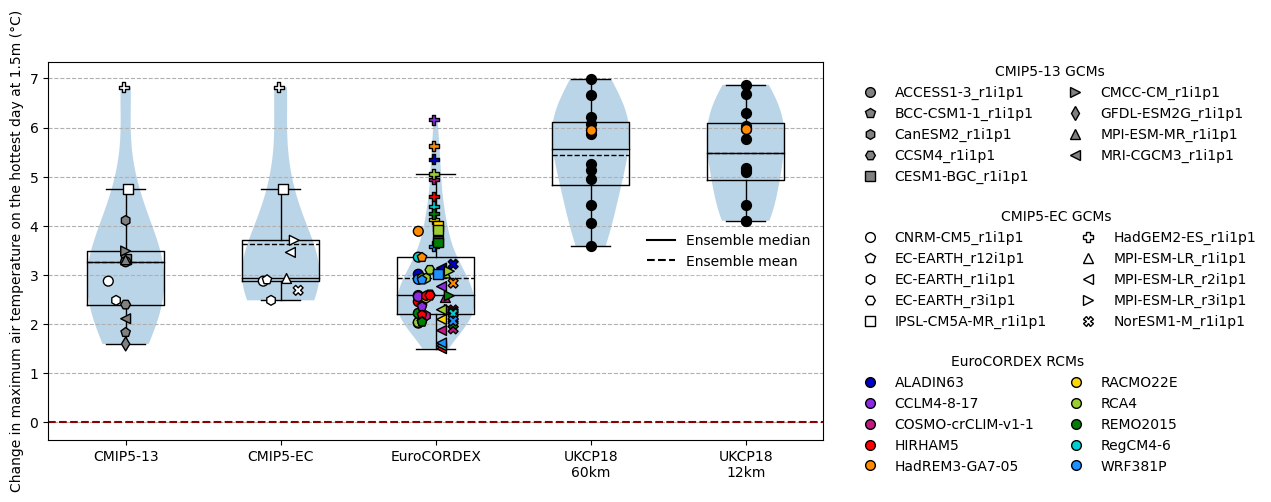 Change in maximum air temperature on the hottest day at 1.5m (°C)
7
6
5
4
3
2
1
0
CMIP5-13
CMIP5-EC
EuroCORDEX
UKCP18
60km
UKCP18
12km
Ensemble median
Ensemble mean
CMIP5-13 GCMs
ACCESS1-3_r1i1p1
BCC-CSM1-1_r1i1p1
CanESM2_r1i1p1
CCSM4_r1i1p1
CESM1-BGC_r1i1p1
CMCC-CM_r1i1p1
GFDL-ESM2G_r1i1p1
MPI-ESM-MR_r1i1p1
MRI-CGCM3_r1i1p1
CMIP5-EC GCMs
CNRM-CM5_r1i1p1
EC-EARTH_r12i1p1
EC-EARTH_r1i1p1
EC-EARTH_r3i1p1
IPSL-CM5A-MR_r1i1p1
HadGEM2-ES_r1i1p1
MPI-ESM-LR_r1i1p1
MPI-ESM-LR_r2i1p1
MPI-ESM-LR_r3i1p1
NorESM1-M_r1i1p1
EuroCORDEX RCMs
ALADIN63
CCLM4-8-17
COSMO-crCLIM-v1-1
HIRHAM5
HadREM3-GA7-05
RACMO22E
RCA4
REMO2015
RegCM4-6
WRF381P